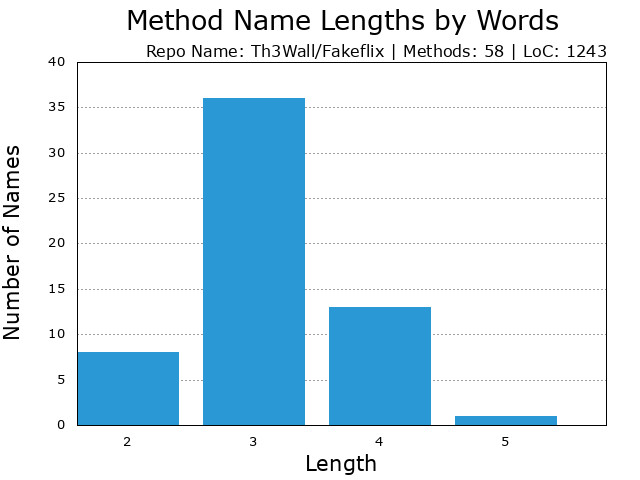 Method Name Lengths by Words
Repo Name: Th3Wall/Fakeflix | Methods: 58 | LoC: 1243
Number of Names
40
35
30
25
20
15
10
5
0
2 3 4 5
Length